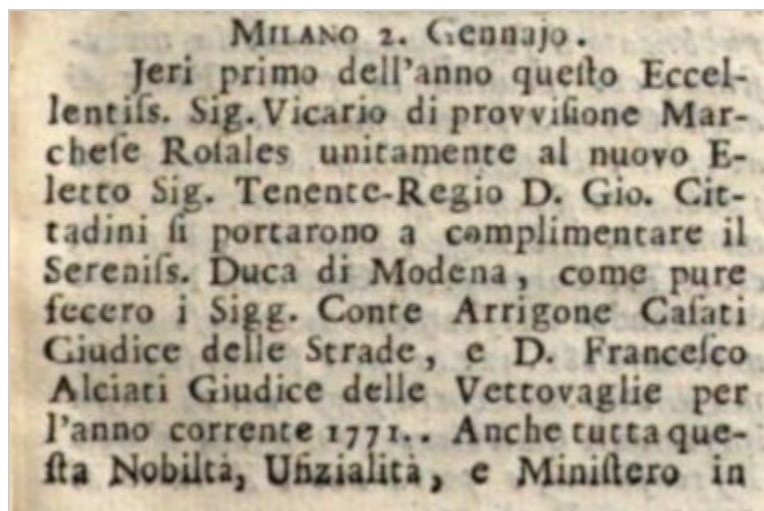 MILANO 2. Gennajo.
Jeri primo dell'anno queſto Eccel-
lentiſs. Sig. Vicario di provviſione Mar-
cheſe Roſales unitamente al nuovo E-
letto Sig. Tenente-Regio D. Gio. Cit-
tadini ſi portarono a complimentare il
Sereniſs. Duca di Modena, come pure
fecero i Sigg. Conte Arrigone Caſati
Giudice delle Strade, e D. Franceſco
Alciati Giudice delle Vettovaglie per
l'anno corrente 1771.. Anche tutta que-
ſta Nobiltà, Ufizialità, e Miniſtero in